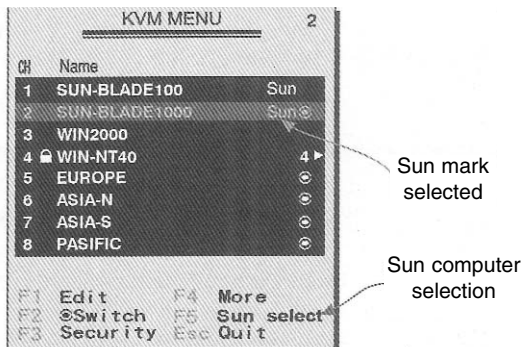 KVM MENU 2
CH Name
1 SUN-BLADE100 Sun
2 SUN-BLADE1000 Sun
3 WIN2000
4 WIN-NT40 4
5 EUROPE
6 ASIA-N
7 ASIA-S
8 PASIFIC
Sun mark
selected
Sun computer
selection
F1 Edit F4 More
F2 Switch F5 Sun select
F3 Security Esc Quit